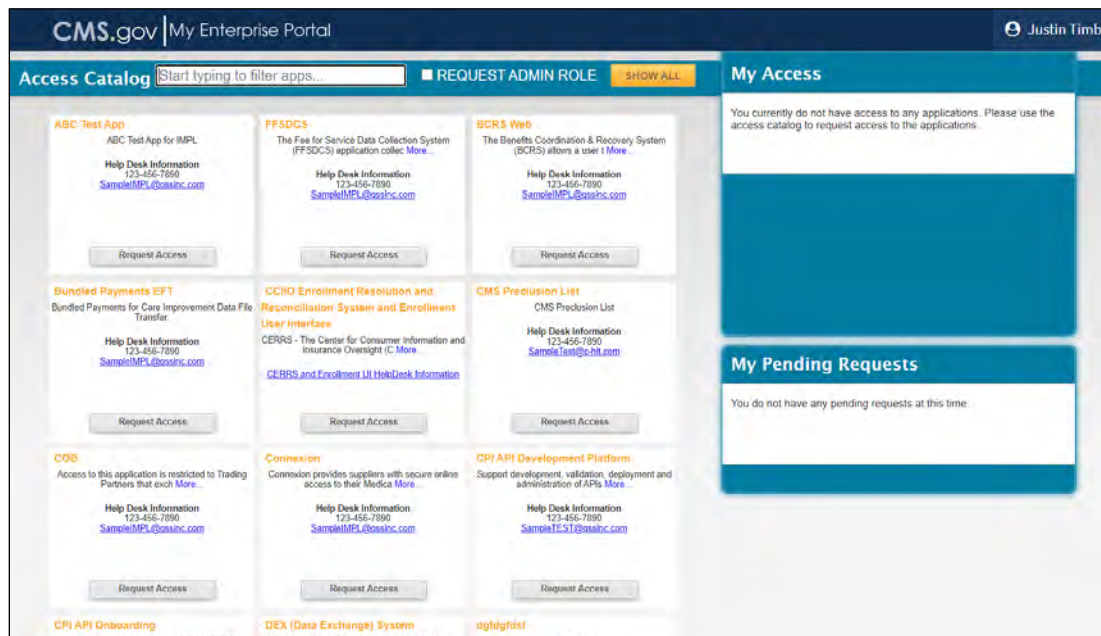 CMS.gov My Enterprise Portal
Justin Timb
Access Catalog
Start typing to filter apps...
REQUEST ADMIN ROLE
SHOW ALL
ABC Test App
ABC Test App for IMPL
Help Desk Information
123-456-7890
SampleIMPL@qssinc.com
Request Access
FFSDCS
The Fee for Service Data Collection System
(FFSDCS) application collec More...
Help Desk Information
123-456-7890
SampleIMPL@qssinc.com
Request Access
BCRS Web
The Benefits Coordination & Recovery System
(BCRS) allows a user t More...
Help Desk Information
123-456-7890
SampleIMPL@qssinc.com
Request Access
Bundled Payments EFT
Bundled Payments for Care Improvement Data File
Transfer.
Help Desk Information
123-456-7890
SampleIMPL@qssinc.com
Request Access
CCIIO Enrollment Resolution and
Reconciliation System and Enrollment
User Interface
CERRS - The Center for Consumer Information and
Insurance Oversight (C More...
CERRS and Enrollment UI HelpDesk Information
Request Access
CMS Preclusion List
CMS Preclusion List
Help Desk Information
123-456-7890
SampleTest@c-hit.com
Request Access
COB
Access to this application is restricted to Trading
Partners that exch More...
Help Desk Information
123-456-7890
SampleIMPL@qssinc.com
Request Access
Connexion
Connexion provides suppliers with secure online
access to their Medica More...
Help Desk Information
123-456-7890
SampleIMPL@qssinc.com
Request Access
CPI API Development Platform
Support development, validation, deployment and
administration of APIs More...
Help Desk Information
123-456-7890
SampleTEST@qssinc.com
Request Access
CPI API Onboarding
DEX (Data Exchange) System
dgfdgfdsf
My Access
You currently do not have access to any applications. Please use the
access catalog to request access to the applications.
My Pending Requests
You do not have any pending requests at this time.